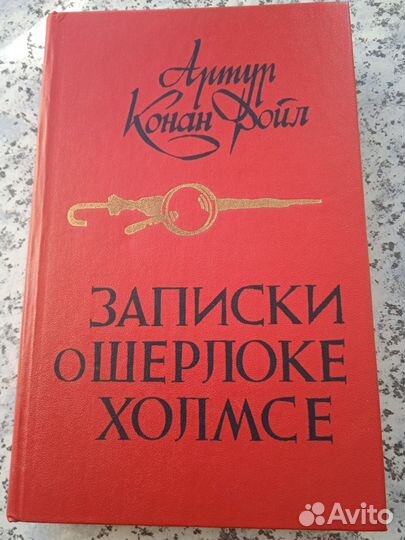 Артур
Конан Дойл
ЗАПИСКИ
О ШЕРЛОКЕ
ХОЛМСЕ
Avito